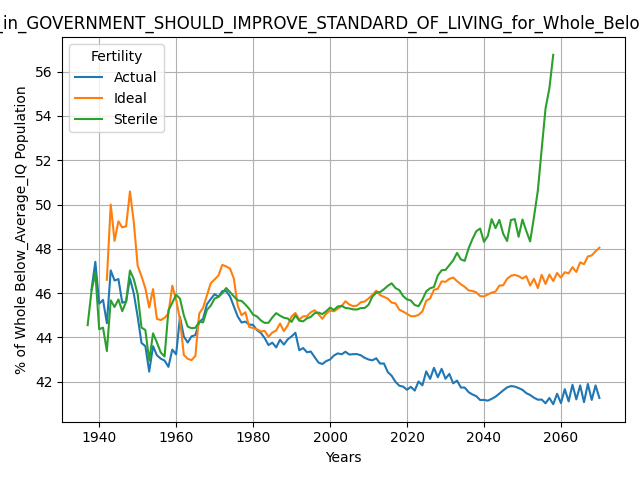 _in_GOVERNMENT_SHOULD_IMPROVE_STANDARD_OF_LIVING_for_Whole_Belo
Fertility
Actual
Ideal
Sterile
% of Whole Below_Average_IQ Population
56
54
52
50
48
46
44
42
1940 1960 1980 2000 2020 2040 2060
Years